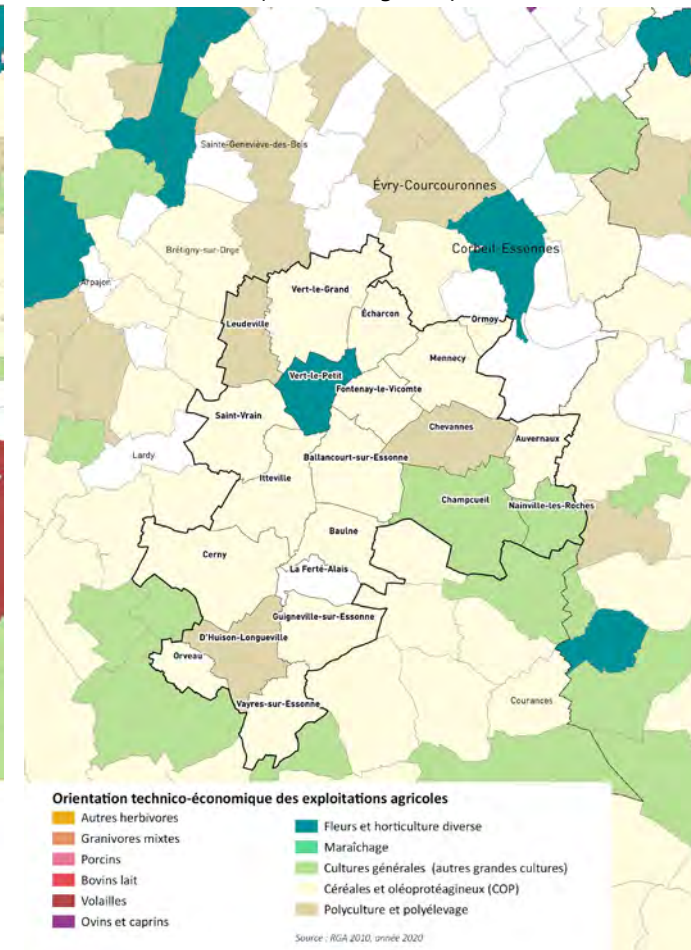 Sainte-Geneviève-des-Bois
Évry-Courcouronnes
Brétigny-sur-Orge
Corbeil-Essonnes
Arpajon
Vert-le-Grand
Écharcon
Ormoy
Leudeville
Mennecy
Vert-le-Petit
Fontenay-le-Vicomte
Saint-Vrain
Chevannes
Auvernaux
Lardy
Ballancourt-sur-Essonne
Itteville
Champcueil
Nainville-les-Roches
Baulne
Cerny
La Ferté-Alais
Guigneville-sur-Essonne
D'Huison-Longueville
Orveau
Courances
Vayres-sur-Essonne
Orientation technico-économique des exploitations agricoles
Autres herbivores
Granivores mixtes
Porcins
Bovins lait
Volailles
Ovins et caprins
Fleurs et horticulture diverse
Maraîchage
Cultures générales (autres grandes cultures)
Céréales et oléoprotéagineux (COP)
Polyculture et polyélevage
Source : RGA 2010, année 2020